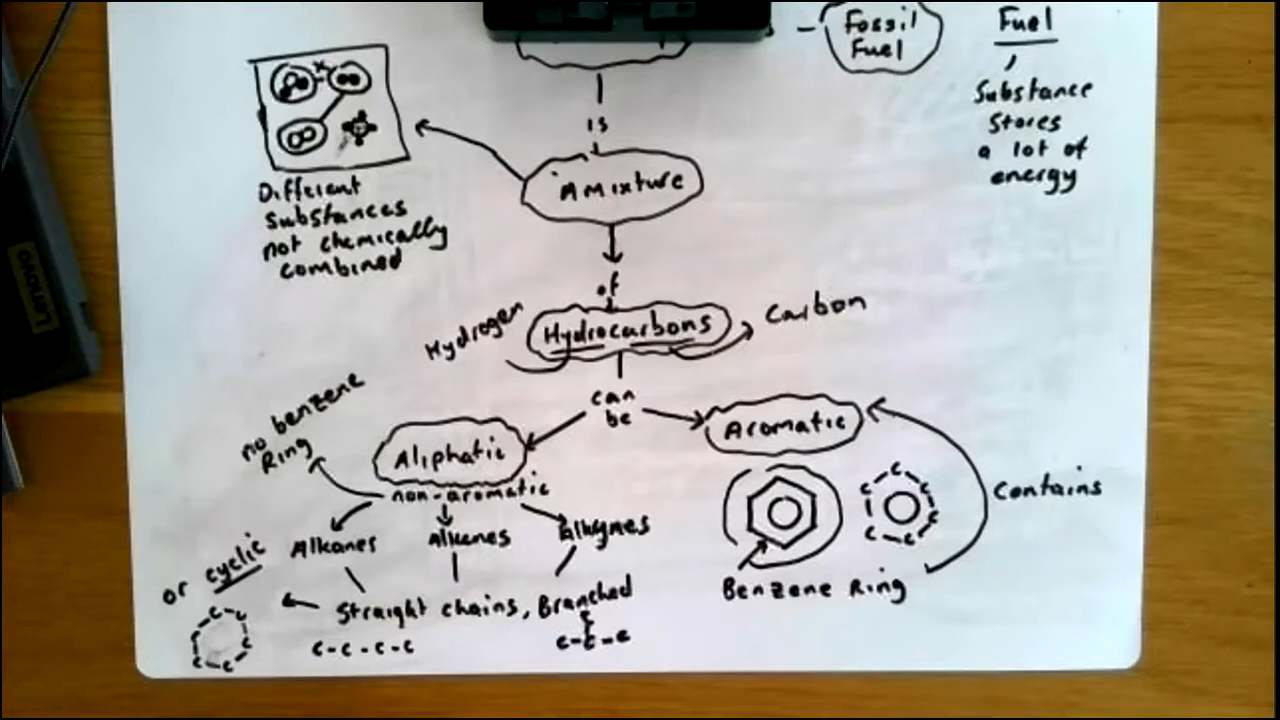 Fossil
Fuel
Fuel
Substance
Stores
a lot of
energy
is
A mixture
Different
Substances
not chemically
combined
of
Hydrogen
Hydrocarbons
Carbon
can
be
no benzene
Ring
Aliphatic
non-aromatic
Aromatic
Contains
Alkanes
Alkenes
Alkynes
or cyclic
Straight chains, Branched
C-C-C-C
C
C-C-C
C
C
C
C
C
C
C
C
C
C
C
C
Benzene Ring
Lenovo